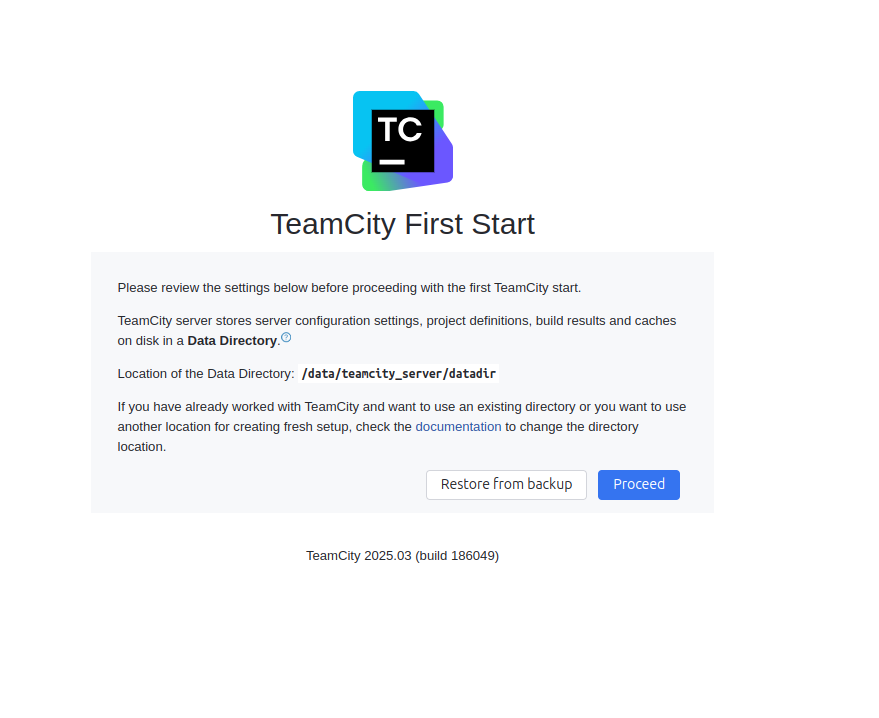 TC
TeamCity First Start
Please review the settings below before proceeding with the first TeamCity start.
TeamCity server stores server configuration settings, project definitions, build results and caches
on disk in a Data Directory.?
Location of the Data Directory: /data/teamcity_server/datadir
If you have already worked with TeamCity and want to use an existing directory or you want to use
another location for creating fresh setup, check the documentation to change the directory
location.
Restore from backup Proceed
TeamCity 2025.03 (build 186049)